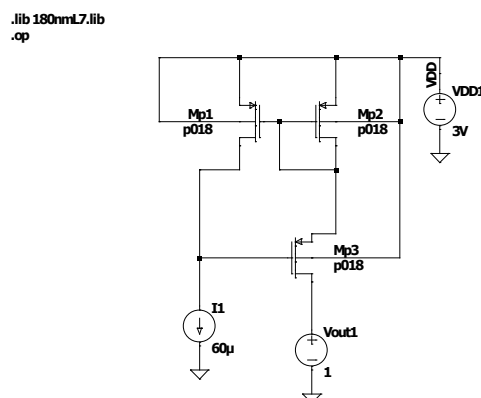 .lib 180nmL7.lib
.op
VDD
VDD1
3V
Mp1
p018
Mp2
p018
Mp3
p018
I1
60µ
Vout1
1